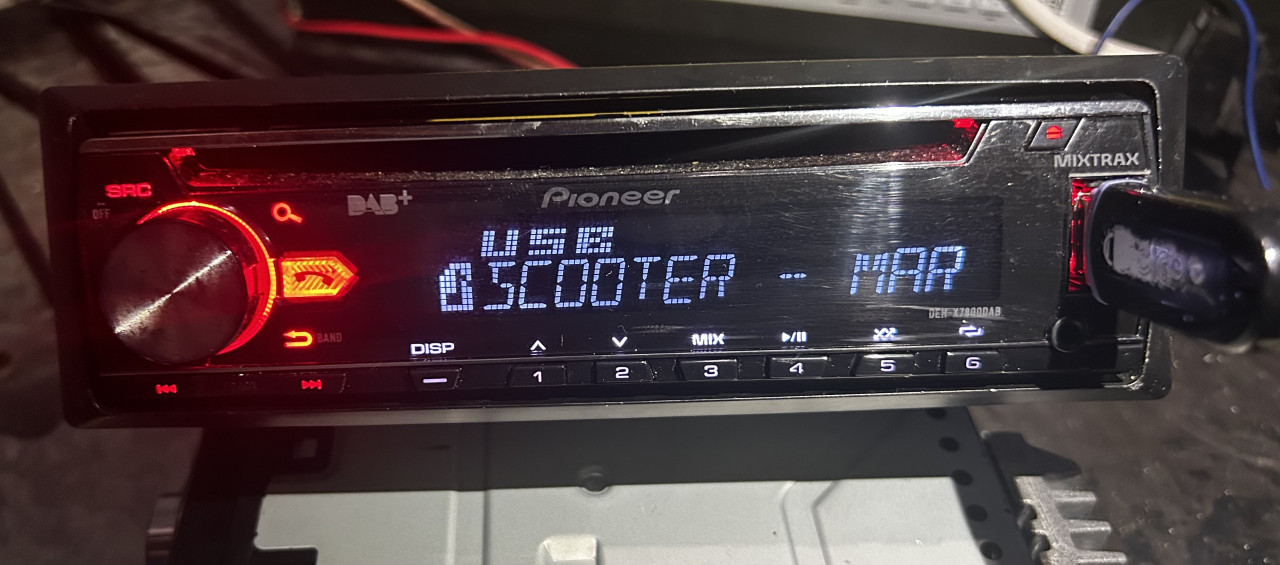 MIXTRAX
SRC
OFF
DAB+
Pioneer
USB
SCOOTER - MAR
DEH-X7800DAB
BAND
DISP
MIX
1 2 3 4 5 6